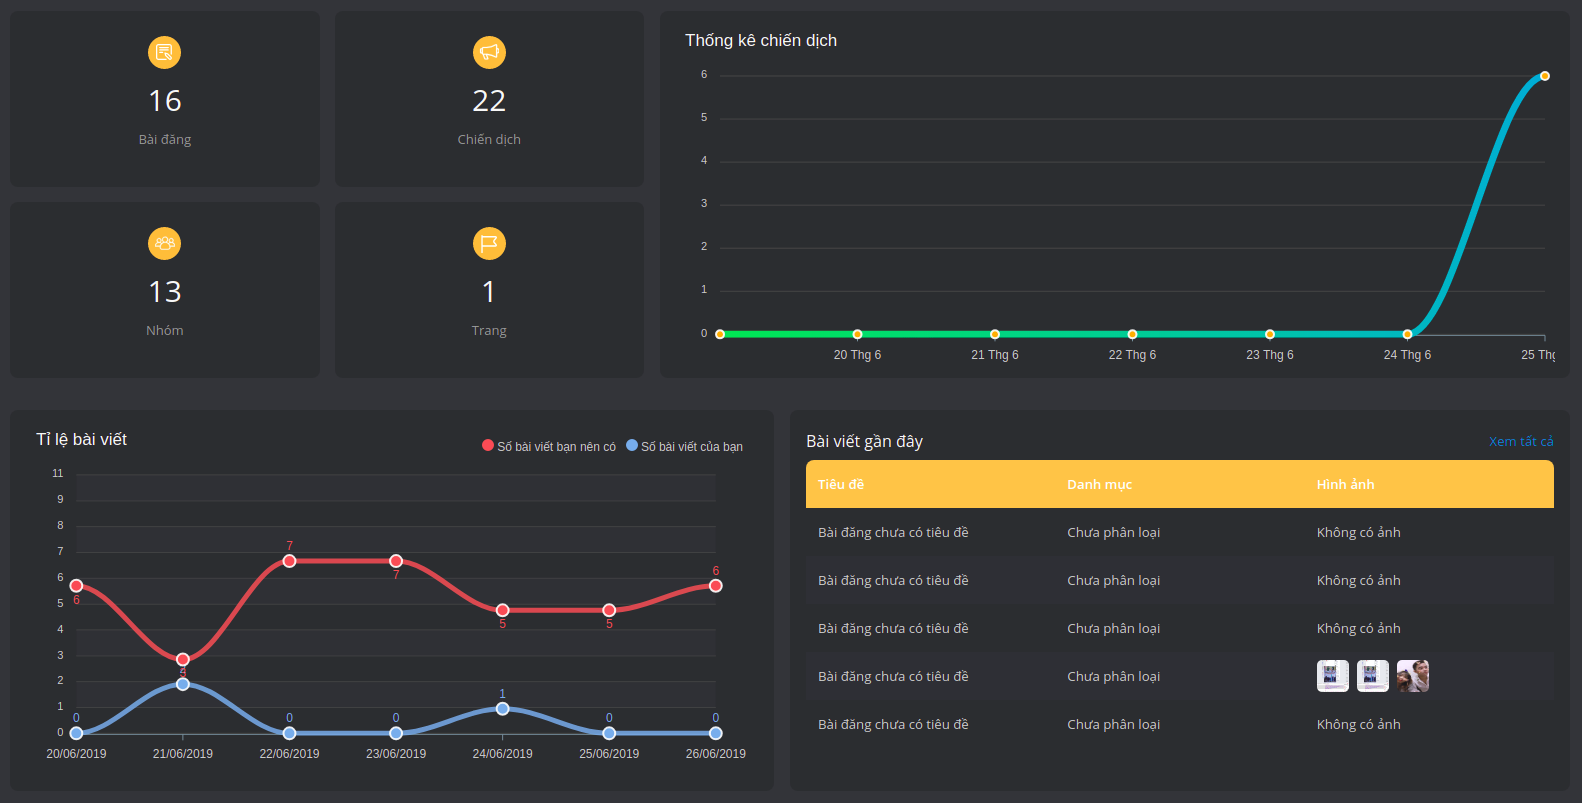 16
Bài đăng
22
Chiến dịch
13
Nhóm
1
Trang
Thống kê chiến dịch
6
5
4
3
2
1
0
20 Thg 6
21 Thg 6
22 Thg 6
23 Thg 6
24 Thg 6
25 Thg
Tỉ lệ bài viết
Số bài viết bạn nên có
Số bài viết của bạn
11
9
8
7
6
5
4
3
2
1
0
6
7
7
5
5
6
0
0
0
1
0
0
20/06/2019
21/06/2019
22/06/2019
23/06/2019
24/06/2019
25/06/2019
26/06/2019
Bài viết gần đây
Xem tất cả
Tiêu đề Danh mục Hình ảnh
Bài đăng chưa có tiêu đề Chưa phân loại Không có ảnh
Bài đăng chưa có tiêu đề Chưa phân loại Không có ảnh
Bài đăng chưa có tiêu đề Chưa phân loại Không có ảnh
Bài đăng chưa có tiêu đề Chưa phân loại
Bài đăng chưa có tiêu đề Chưa phân loại Không có ảnh